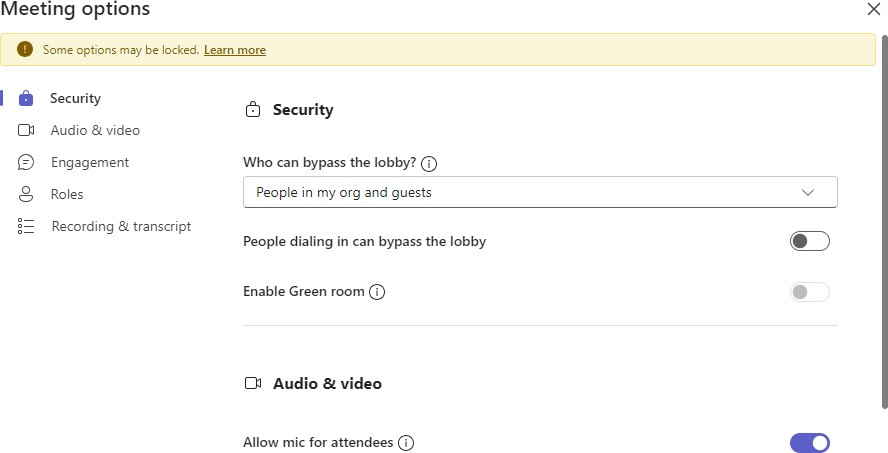 Meeting options
Some options may be locked. Learn more
Security
Audio & video
Engagement
Roles
Recording & transcript
Security
Who can bypass the lobby?
People in my org and guests
People dialing in can bypass the lobby
Enable Green room
Audio & video
Allow mic for attendees